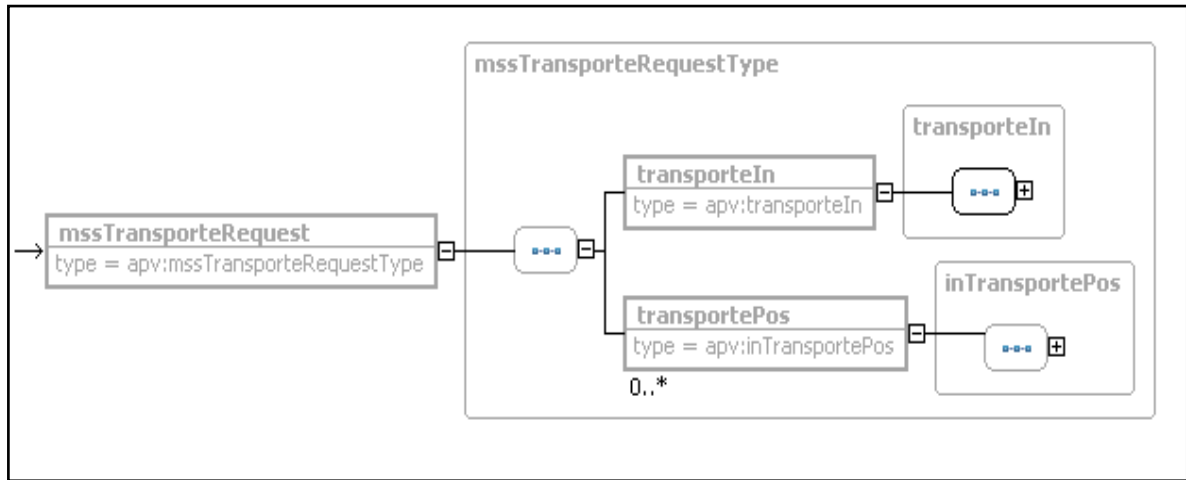 mssTransporteRequestType
transporteIn
transporteIn
type = apv:transporteIn
mssTransporteRequest
type = apv:mssTransporteRequestType
inTransportePos
transportePos
type = apv:inTransportePos
0..*